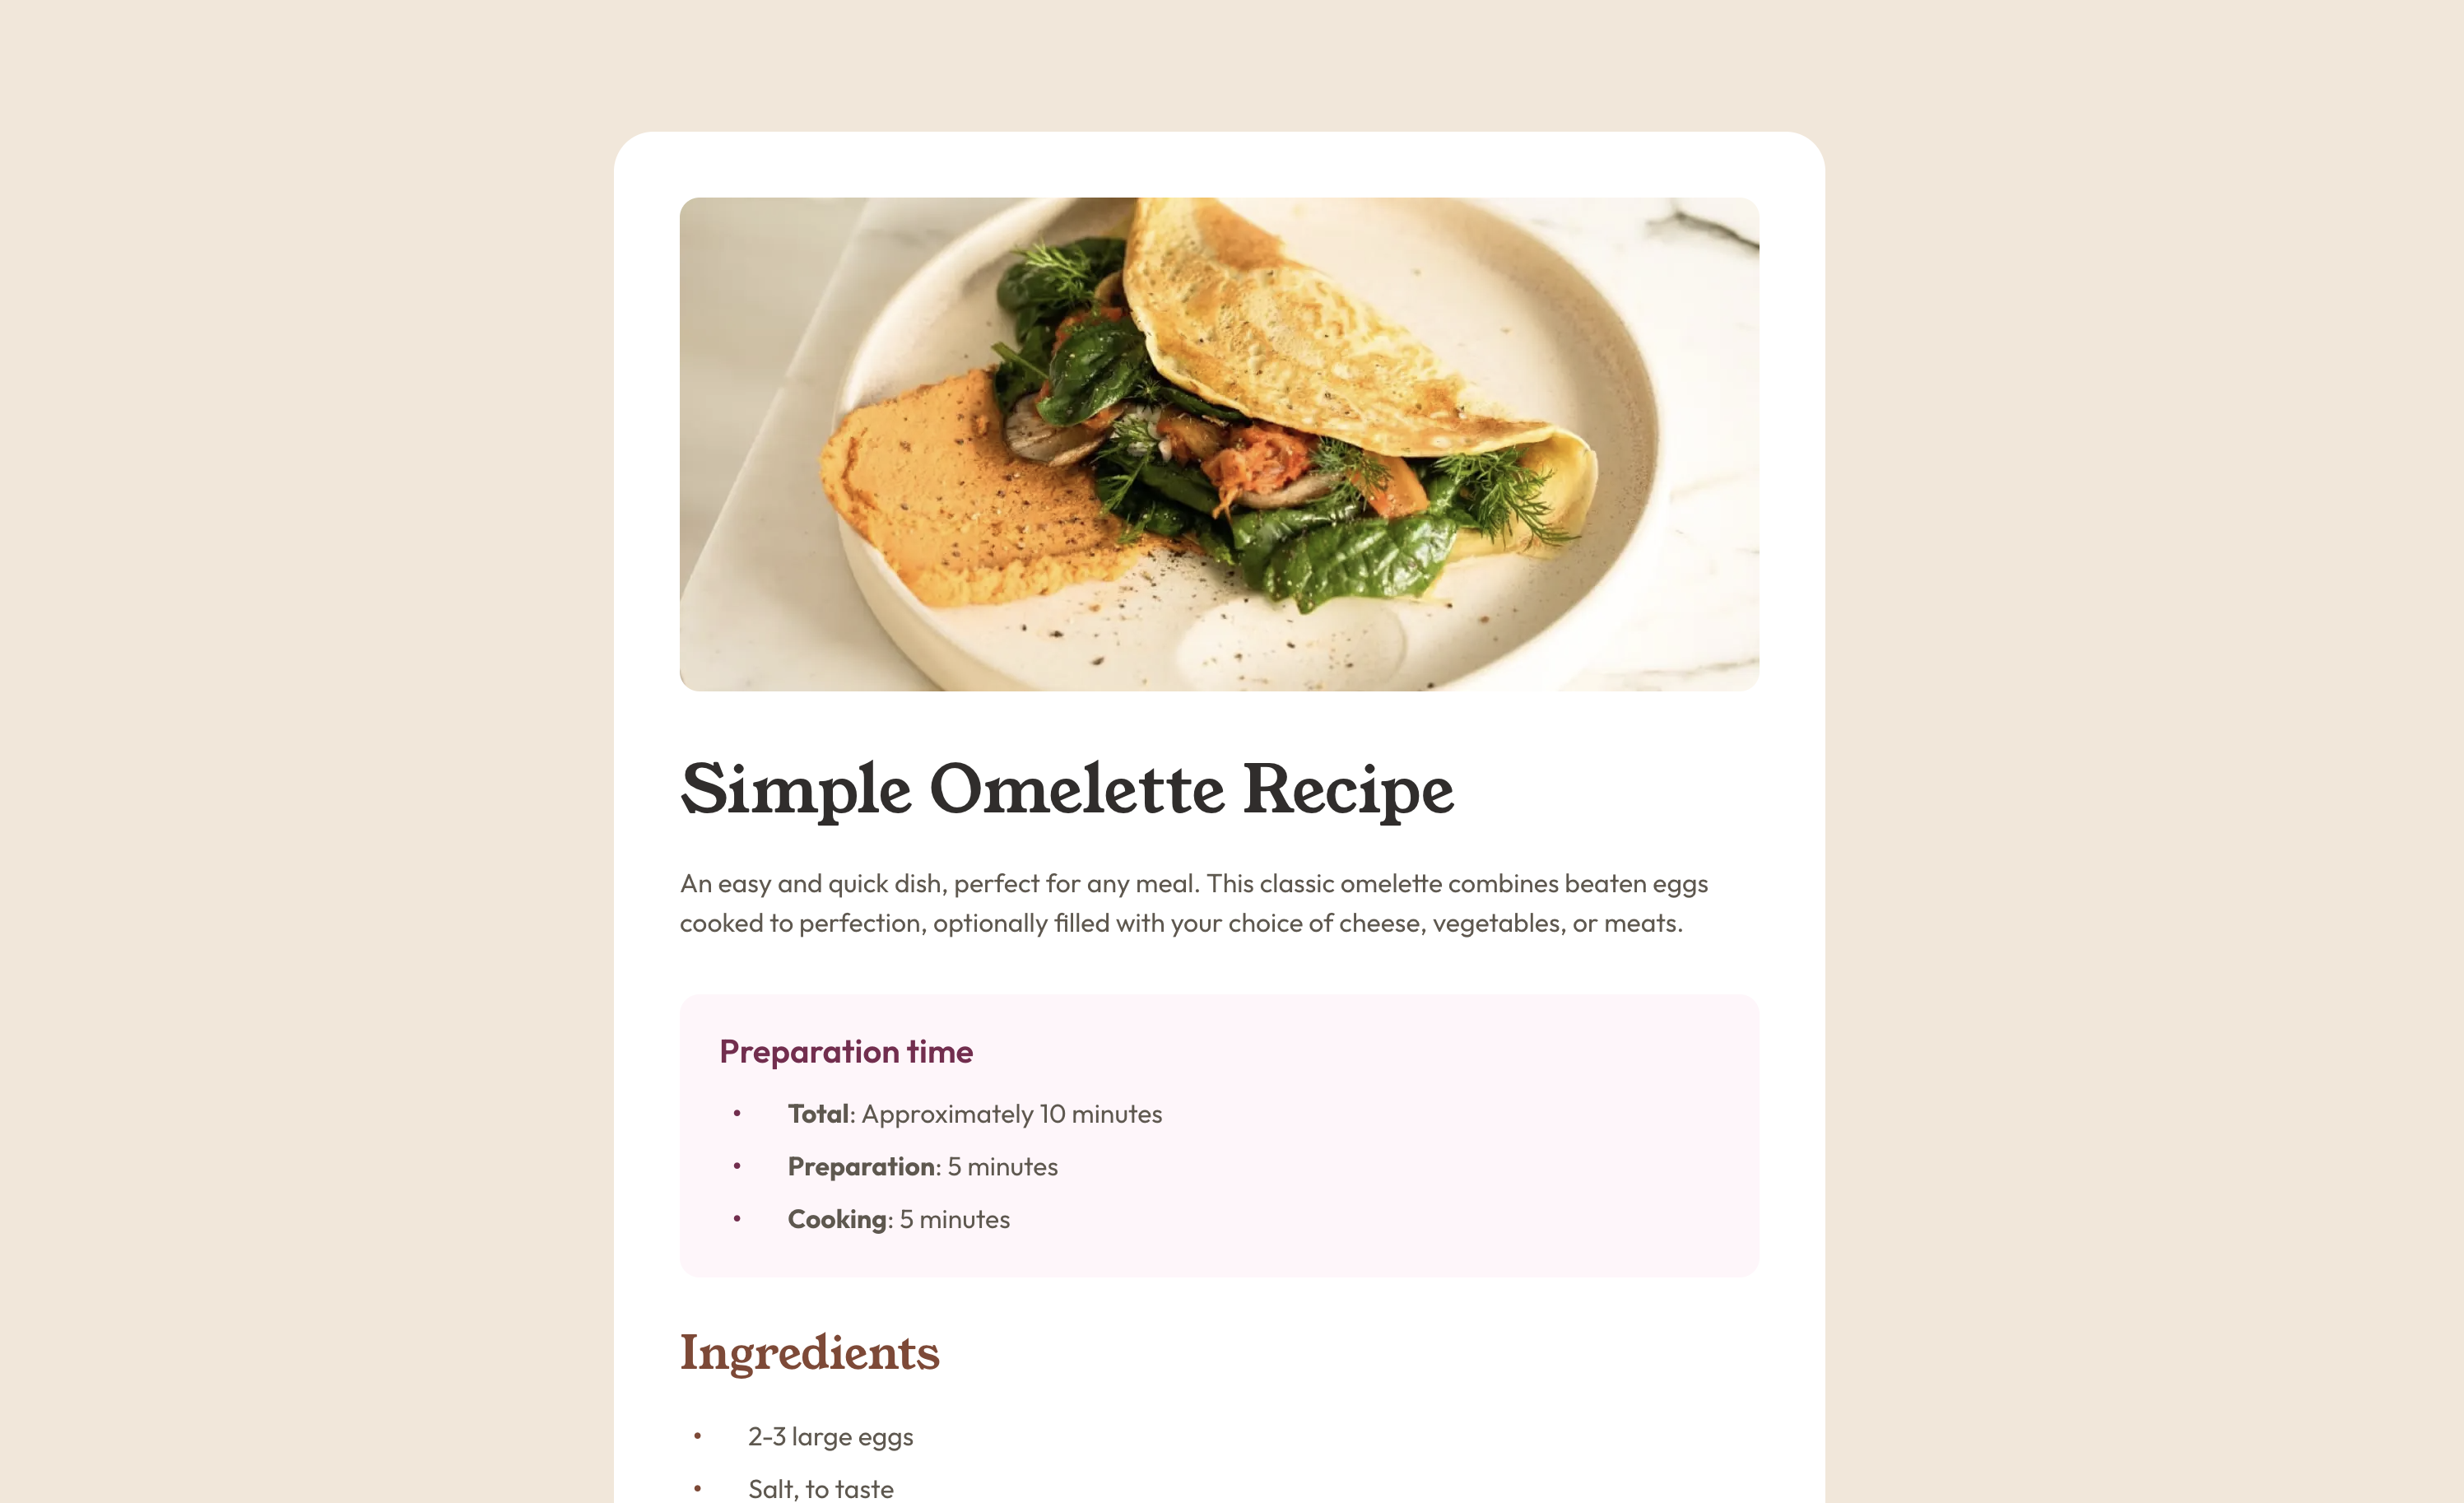 Simple Omelette Recipe
An easy and quick dish, perfect for any meal. This classic omelette combines beaten eggs
cooked to perfection, optionally filled with your choice of cheese, vegetables, or meats.
Preparation time
• Total: Approximately 10 minutes
• Preparation: 5 minutes
• Cooking: 5 minutes
Ingredients
• 2-3 large eggs
• Salt, to taste